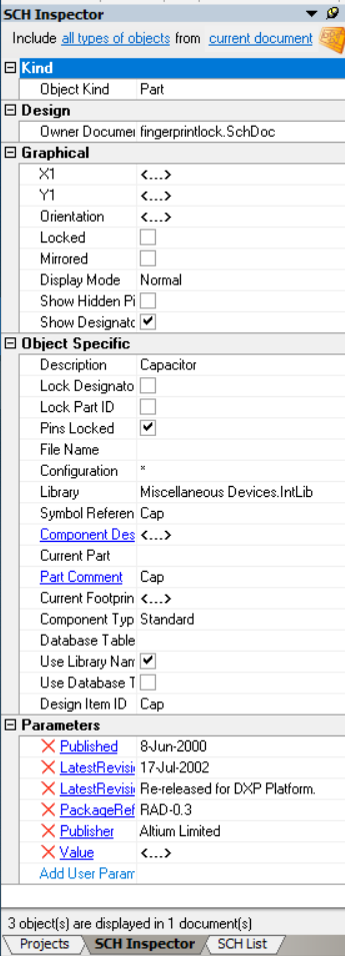 SCH Inspector
Include all types of objects from current document
Kind
Object Kind Part
Design
Owner Documer fingerprintlock.SchDoc
Graphical
X1 <...>
Y1 <...>
Orientation <...>
Locked
Mirrored
Display Mode Normal
Show Hidden Pi
Show Designatc
Object Specific
Description Capacitor
Lock Designato
Lock Part ID
Pins Locked
File Name
Configuration *
Library Miscellaneous Devices.IntLib
Symbol Referen Cap
Component Des <...>
Current Part
Part Comment Cap
Current Footprin <...>
Component Typ Standard
Database Table
Use Library Nam
Use Database T
Design Item ID Cap
Parameters
Published 8-Jun-2000
LatestRevisi 17-Jul-2002
LatestRevisi Re-released for DXP Platform.
PackageRef RAD-0.3
Publisher Altium Limited
Value <...>
Add User Param
3 object(s) are displayed in 1 document(s)
Projects SCH Inspector SCH List